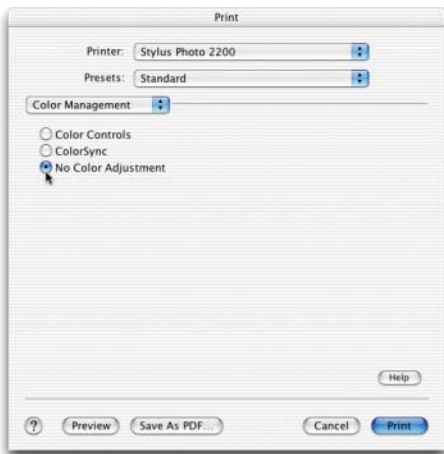 Print
Printer: Stylus Photo 2200
Presets: Standard
Color Management
Color Controls
ColorSync
No Color Adjustment
Help
? Preview Save As PDF... Cancel Print